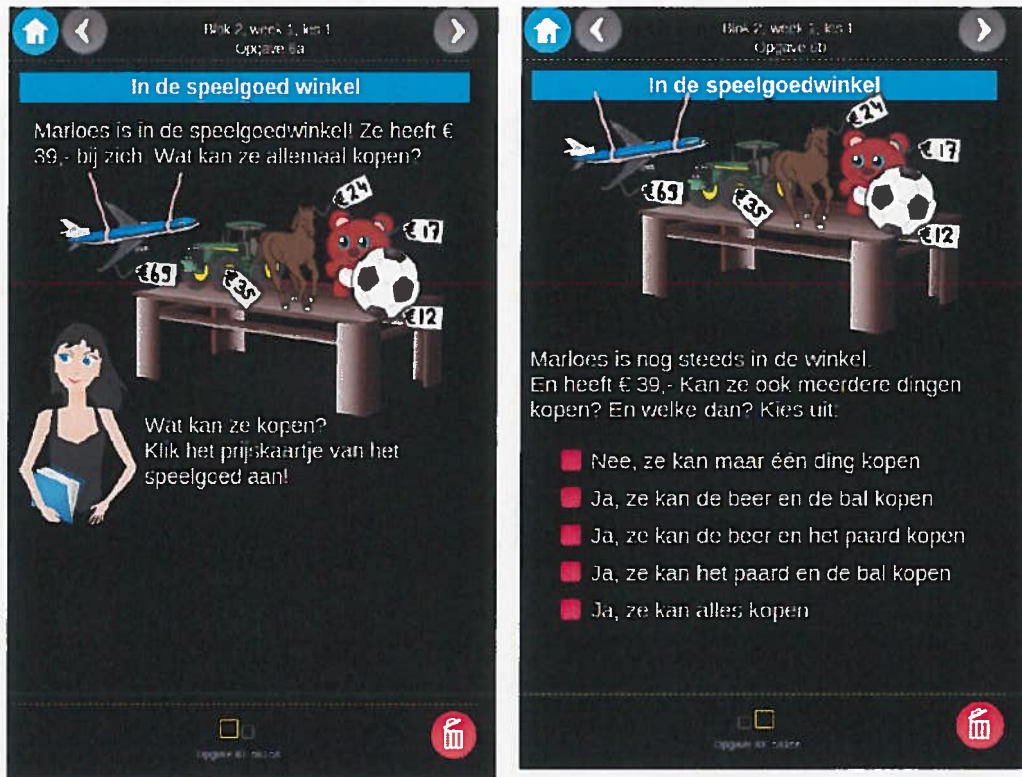 Blok 2, week 1, les 1
Opgave 6a
In de speelgoed winkel
Marloes is in de speelgoedwinkel! Ze heeft €
39,- bij zich. Wat kan ze allemaal kopen?
€24
€17
€69
€35
€12
Wat kan ze kopen?
Klik het prijskaartje van het
speelgoed aan!
Blok 2, week 1, les 1
Opgave 6b
In de speelgoedwinkel
€24
€17
€69
€35
€12
Marloes is nog steeds in de winkel.
En heeft € 39,- Kan ze ook meerdere dingen
kopen? En welke dan? Kies uit:
Nee, ze kan maar één ding kopen
Ja, ze kan de beer en de bal kopen
Ja, ze kan de beer en het paard kopen
Ja, ze kan het paard en de bal kopen
Ja, ze kan alles kopen